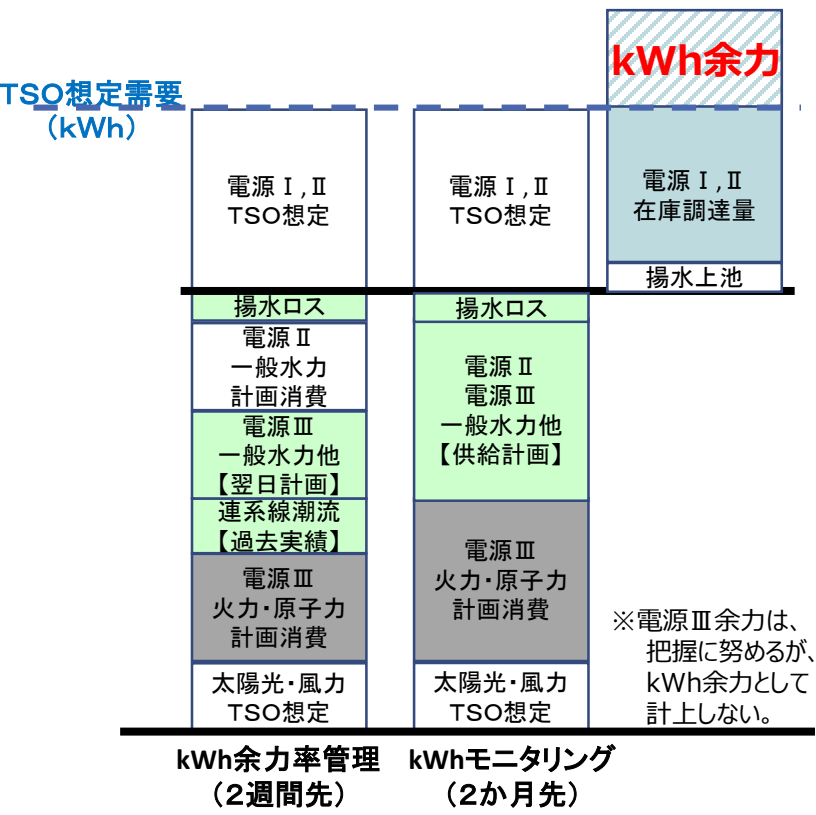 kWh余力
TSO想定需要
(kWh)
電源Ⅰ,Ⅱ
TSO想定
電源Ⅰ,Ⅱ
TSO想定
電源Ⅰ,Ⅱ
在庫調達量
揚水上池
揚水ロス
電源Ⅱ
一般水力
計画消費
電源Ⅲ
一般水力他
【翌日計画】
連系線潮流
【過去実績】
電源Ⅲ
火力・原子力
計画消費
太陽光・風力
TSO想定
揚水ロス
電源Ⅱ
電源Ⅲ
一般水力他
【供給計画】
電源Ⅲ
火力・原子力
計画消費
太陽光・風力
TSO想定
※電源Ⅲ余力は、
把握に努めるが、
kWh余力として
計上しない。
kWh余力率管理
(2週間先)
kWhモニタリング
(2か月先)